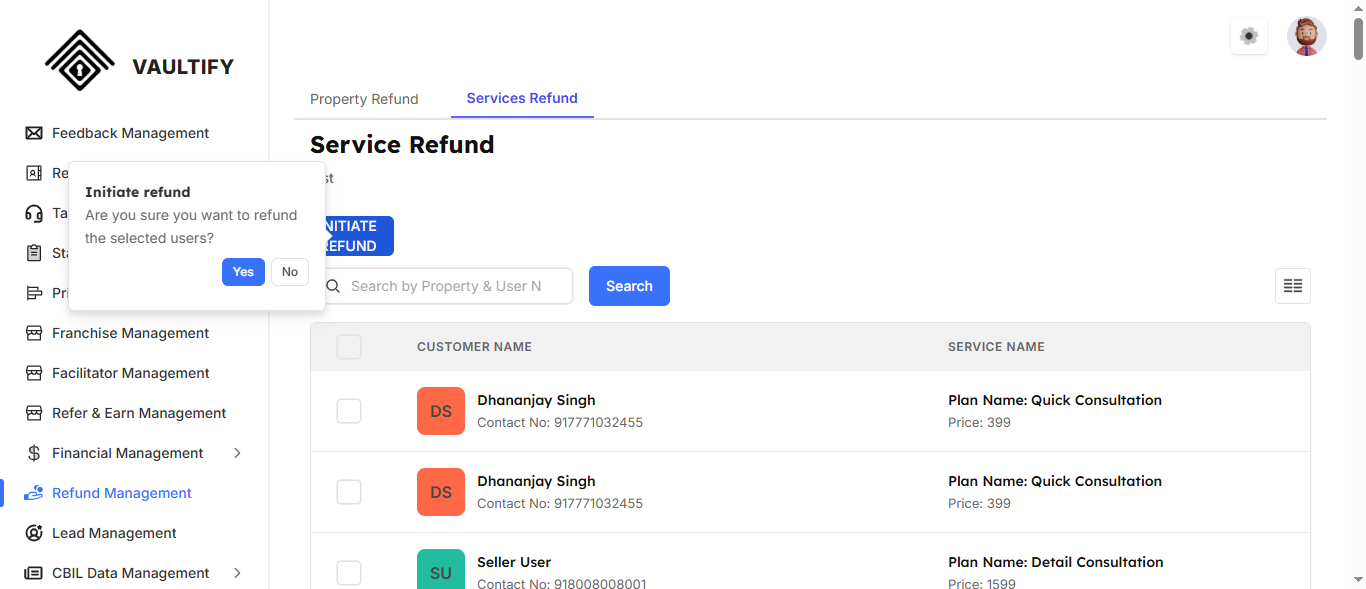 VAULTIFY
Feedback Management
Re
Ta
Sta
Pri
Franchise Management
Facilitator Management
Refer & Earn Management
Financial Management
Refund Management
Lead Management
CBIL Data Management
Initiate refund
Are you sure you want to refund
the selected users?
Yes No
Property Refund Services Refund
Service Refund
st
NITIATE
REFUND
Search by Property & User N Search
CUSTOMER NAME SERVICE NAME
DS Dhananjay Singh Plan Name: Quick Consultation
Contact No: 917771032455 Price: 399
DS Dhananjay Singh Plan Name: Quick Consultation
Contact No: 917771032455 Price: 399
SU Seller User Plan Name: Detail Consultation
Contact No: 918008008001 Price: 1599